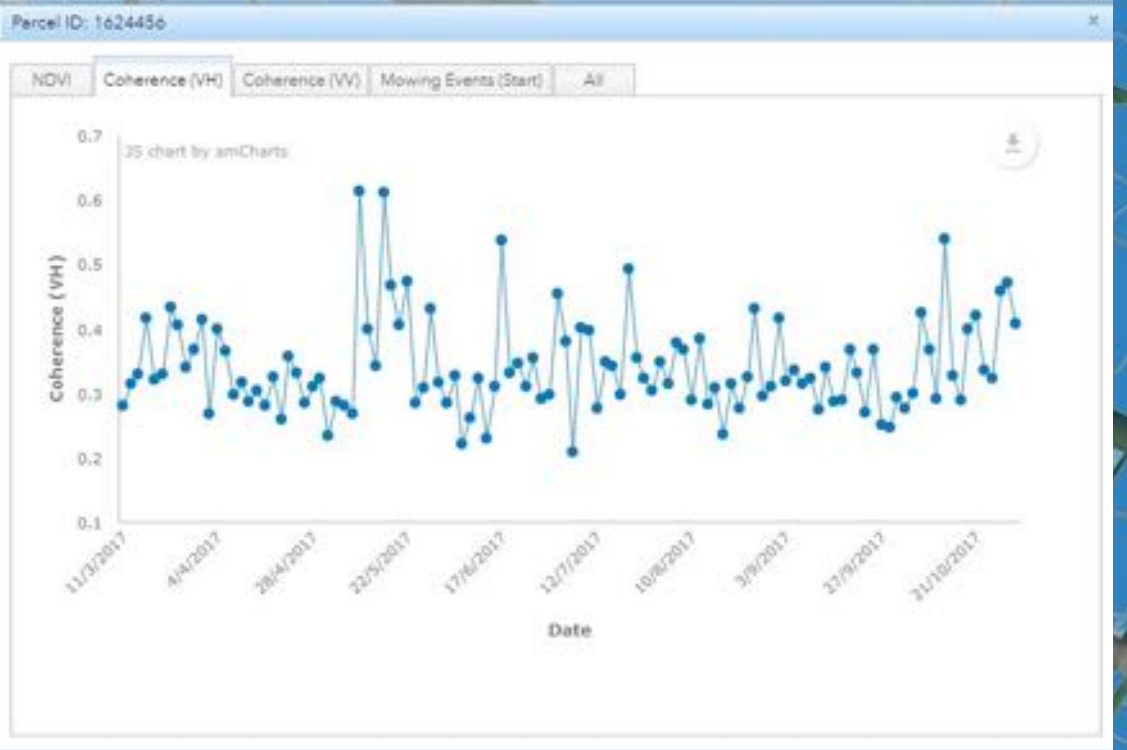 Parcel ID: 1624456 x
NDVI Coherence (VH) Coherence (VV) Mowing Events (Start) All
JS chart by amCharts
0.7
0.6
0.5
0.4
0.3
0.2
0.1
Coherence (VH)
11/3/2017 4/4/2017 28/4/2017 22/5/2017 17/6/2017 12/7/2017 10/8/2017 3/9/2017 27/9/2017 21/10/2017
Date